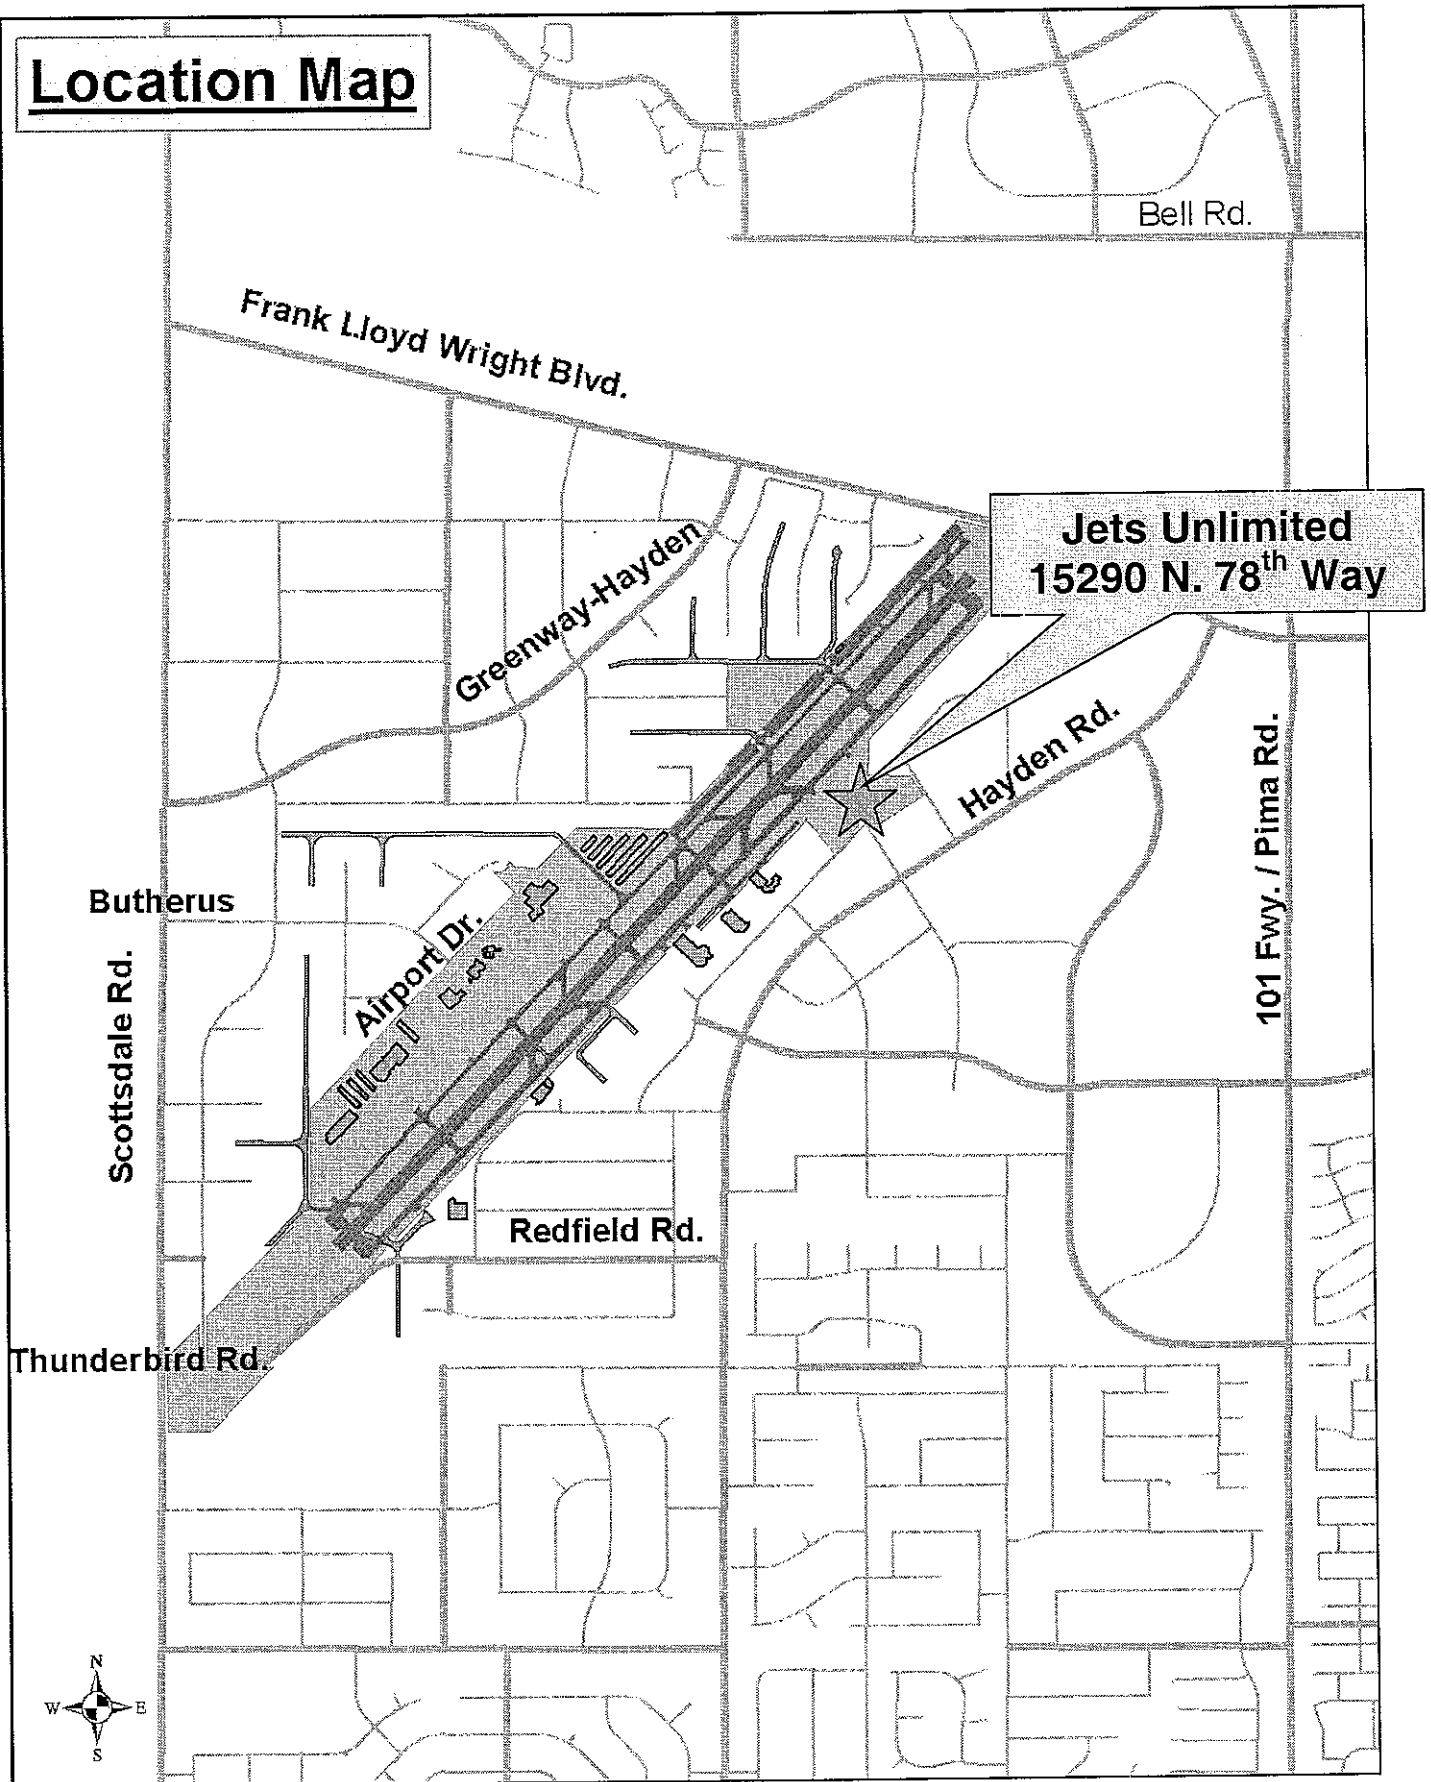 Location Map
Bell Rd.
Frank Lloyd Wright Blvd.
Jets Unlimited
15290 N. 78th Way
Greenway-Hayden
Hayden Rd.
101 Fwy. / Pima Rd.
Butherus
Airport Dr.
Scottsdale Rd.
Redfield Rd.
Thunderbird Rd.
N
W E
S